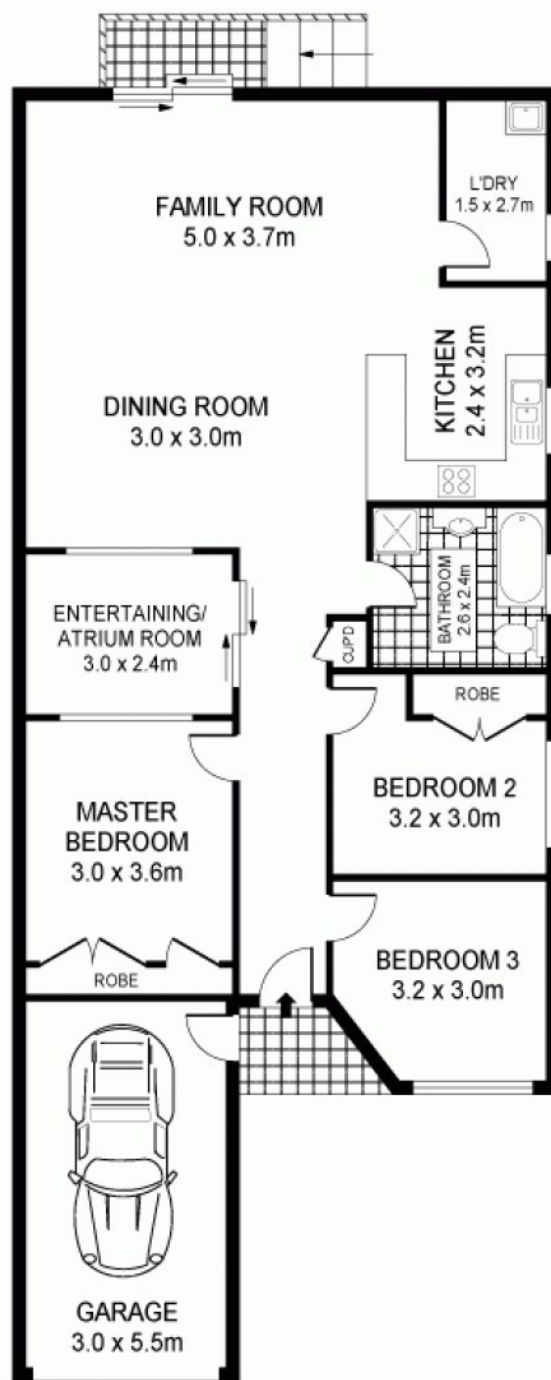 FAMILY ROOM
5.0 x 3.7m
L'DRY
1.5 x 2.7m
KITCHEN
2.4 x 3.2m
DINING ROOM
3.0 x 3.0m
BATHROOM
2.6 x 2.4m
ENTERTAINING/
ATRIUM ROOM
3.0 x 2.4m
CUP'D
ROBE
BEDROOM 2
3.2 x 3.0m
MASTER
BEDROOM
3.0 x 3.6m
ROBE
BEDROOM 3
3.2 x 3.0m
GARAGE
3.0 x 5.5m